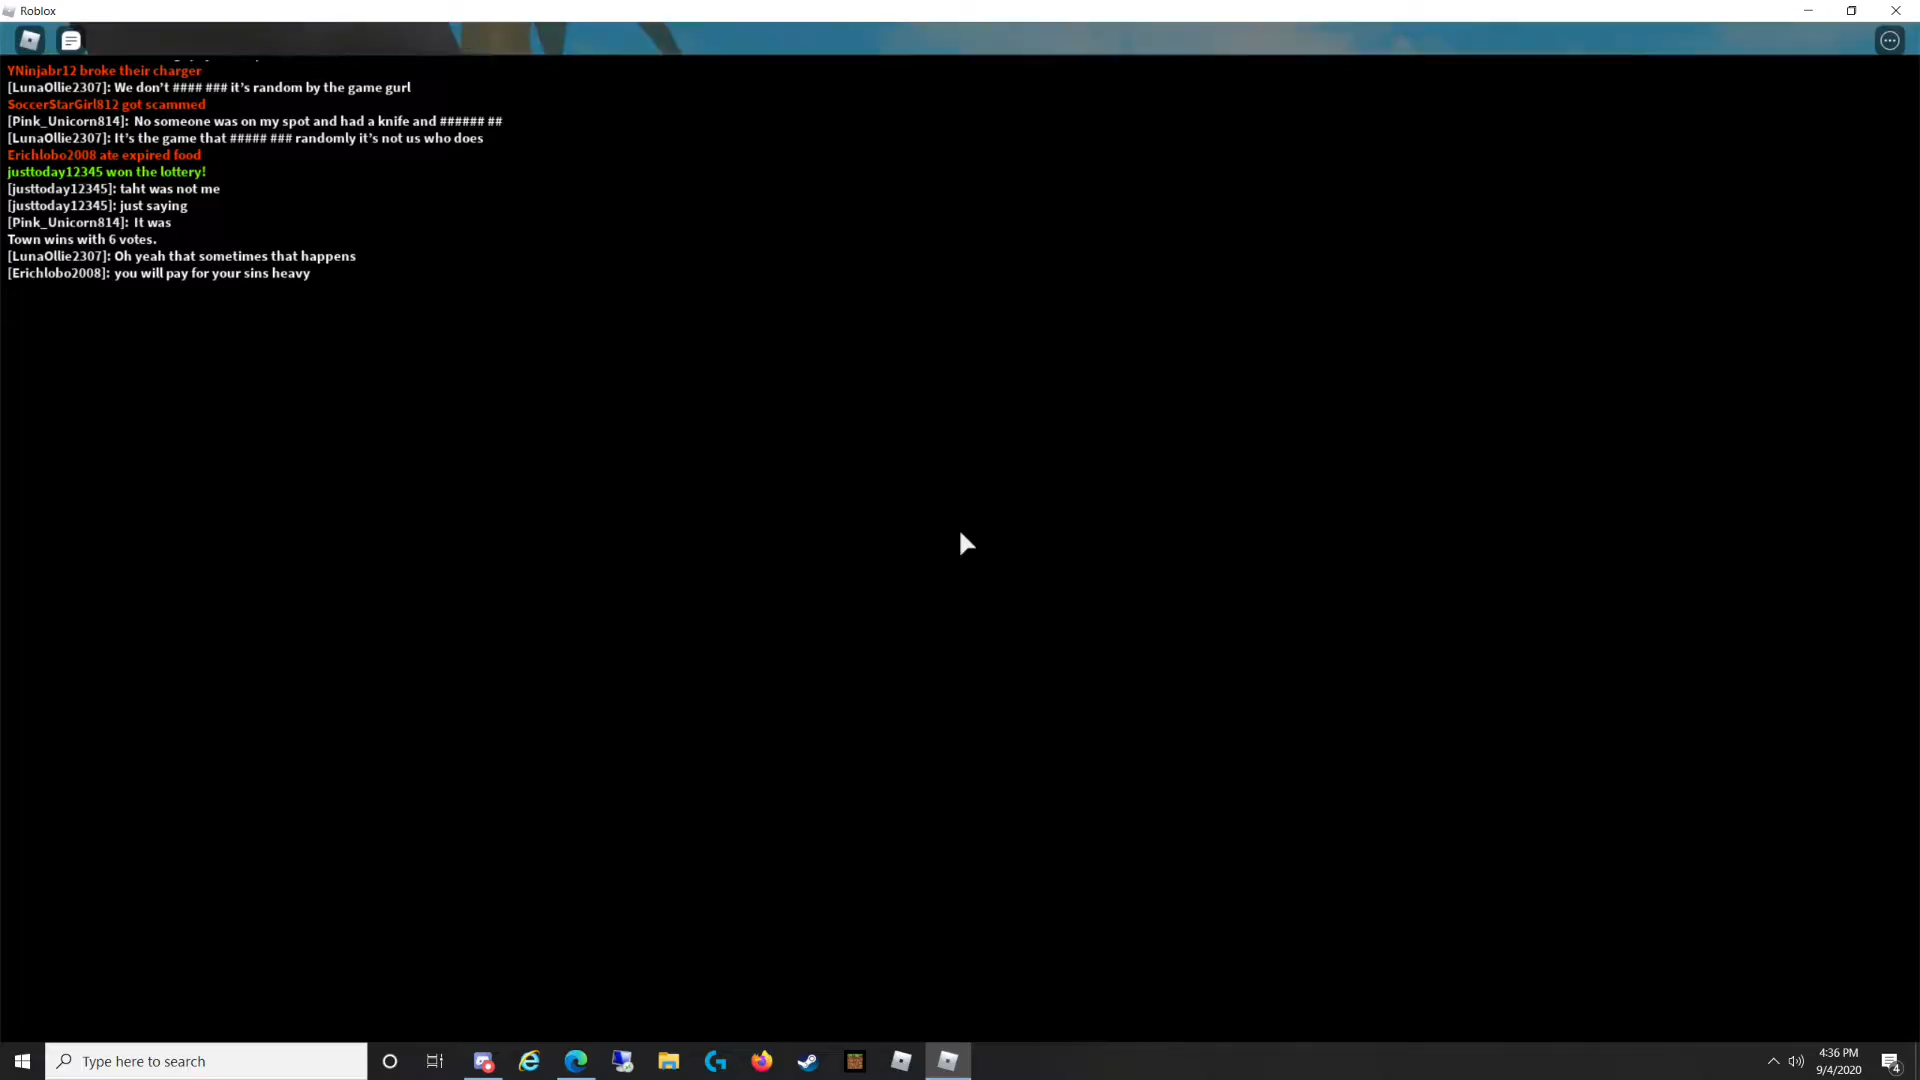 Roblox
YNinjabr12 broke their charger
[LunaOllie2307]: We don't #### ### it's random by the game gurl
SoccerStarGirl812 got scammed
[Pink_Unicorn814]: No someone was on my spot and had a knife and ###### ##
[LunaOllie2307]: It's the game that ##### ### randomly it's not us who does
Erichlobo2008 ate expired food
justtoday12345 won the lottery!
[justtoday12345]: taht was not me
[justtoday12345]: just saying
[Pink_Unicorn814]: It was
Town wins with 6 votes.
[LunaOllie2307]: Oh yeah that sometimes that happens
[Erichlobo2008]: you will pay for your sins heavy
Type here to search
4:36 PM
9/4/2020
4